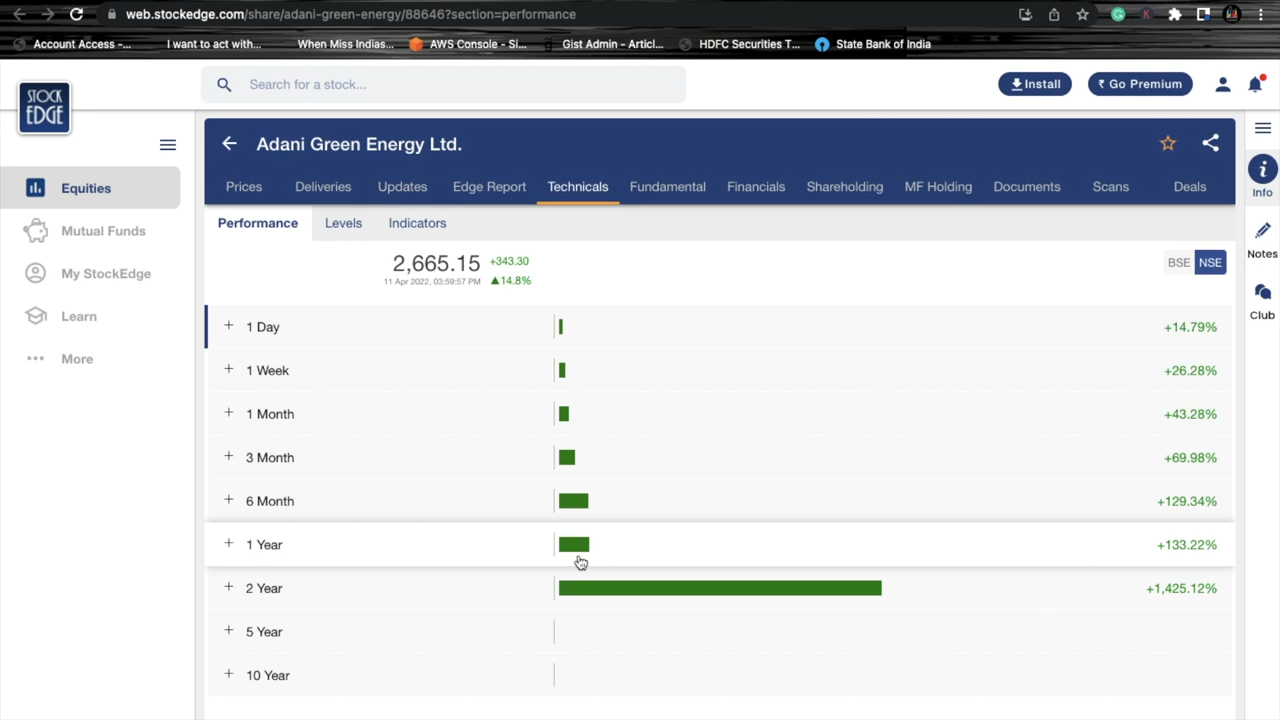 web.stockedge.com/share/adani-green-energy/88646?section=performance
Account Access -... I want to act with... When Miss Indias... AWS Console - Si... Gist Admin - Articl... HDFC Securities T... State Bank of India
STOCK EDGE
Search for a stock...
Install
₹ Go Premium
Adani Green Energy Ltd.
Prices Deliveries Updates Edge Report Technicals Fundamental Financials Shareholding MF Holding Documents Scans Deals
Performance Levels Indicators
Equities
Mutual Funds
My StockEdge
Learn
More
2,665.15 +343.30
11 Apr 2022, 03:59:57 PM ▲14.8%
BSE NSE
+ 1 Day +14.79%
+ 1 Week +26.28%
+ 1 Month +43.28%
+ 3 Month +69.98%
+ 6 Month +129.34%
+ 1 Year +133.22%
+ 2 Year +1,425.12%
+ 5 Year
+ 10 Year
Info
Notes
Club